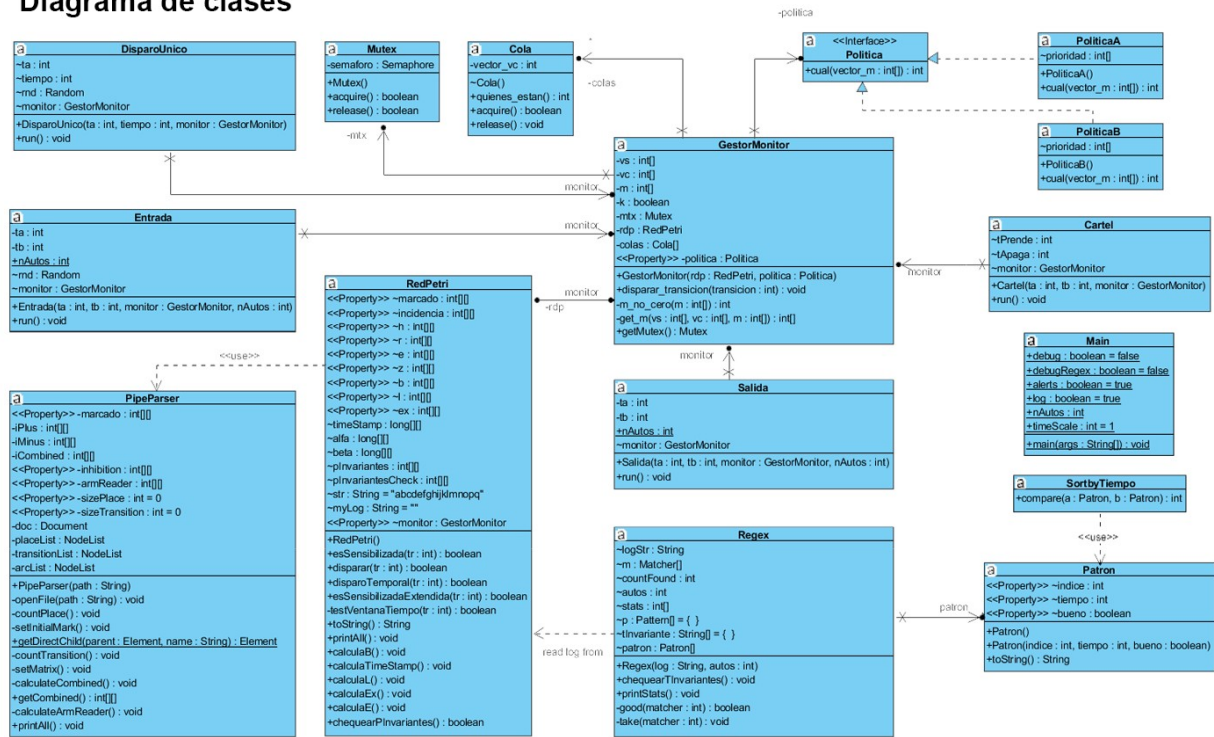 Diagrama de clases
-politica
a
DisparoUnico
~ta : int
~tiempo : int
~rnd : Random
~monitor : GestorMonitor
+DisparoUnico(ta : int, tiempo : int, monitor : GestorMonitor)
+run() : void
a
Mutex
-semaforo : Semaphore
+Mutex()
+acquire() : boolean
+release() : boolean
-mtx
a
Cola
-vector_vc : int[]
~Cola()
+quienes_estan() : int
+acquire() : boolean
+release() : void
*
-colas
a
<<Interface>>
Politica
+cual(vector_m : int[]) : int
a
PoliticaA
~prioridad : int[]
+PoliticaA()
+cual(vector_m : int[]) : int
a
PoliticaB
~prioridad : int[]
+PoliticaB()
+cual(vector_m : int[]) : int
a
GestorMonitor
-vs : int[]
-vc : int[]
-m : int[]
-k : boolean
-mtx : Mutex
-rdp : RedPetri
-colas : Cola[]
<<Property>> -politica : Politica
+GestorMonitor(rdp : RedPetri, politica : Politica)
+disparar_transicion(transicion : int) : void
-m_no_cero(m : int[]) : int
-get_m(vs : int[], vc : int[], m : int[]) : int[]
+getMutex() : Mutex
monitor
monitor
monitor
-rdp
monitor
monitor
a
Entrada
-ta : int
-tb : int
+nAutos : int
~rnd : Random
~monitor : GestorMonitor
+Entrada(ta : int, tb : int, monitor : GestorMonitor, nAutos : int)
+run() : void
a
Cartel
~tPrende : int
~tApaga : int
~monitor : GestorMonitor
+Cartel(ta : int, tb : int, monitor : GestorMonitor)
+run() : void
a
RedPetri
<<Property>> ~marcado : int[][]
<<Property>> ~incidencia : int[][]
<<Property>> ~h : int[][]
<<Property>> ~r : int[][]
<<Property>> ~e : int[][]
<<Property>> ~z : int[][]
<<Property>> ~b : int[][]
<<Property>> ~l : int[][]
<<Property>> ~ex : int[][]
~timeStamp : long[][]
~alfa : long[][]
~beta : long[][]
~pInvariantes : int[][]
~pInvariantesCheck : int[][]
~str : String = "abcdefghijklmnopq"
~myLog : String = ""
<<Property>> ~monitor : GestorMonitor
+RedPetri()
+esSensibilizada(tr : int) : boolean
+disparar(tr : int) : boolean
+disparoTemporal(tr : int) : boolean
+esSensibilizadaExtendida(tr : int) : boolean
-testVentanaTiempo(tr : int) : boolean
+toString() : String
+printAll() : void
+calculaB() : void
+calculaTimeStamp() : void
+calculaL() : void
+calculaEx() : void
+calculaE() : void
+chequearPInvariantes() : boolean
<<use>>
a
PipeParser
<<Property>> -marcado : int[][]
-iPlus : int[][]
-iMinus : int[][]
-iCombined : int[][]
<<Property>> -inhibition : int[][]
<<Property>> -armReader : int[][]
<<Property>> -sizePlace : int = 0
<<Property>> -sizeTransition : int = 0
-doc : Document
-placeList : NodeList
-transitionList : NodeList
-arcList : NodeList
+PipeParser(path : String)
-openFile(path : String) : void
-countPlace() : void
-setInitialMark() : void
+getDirectChild(parent : Element, name : String) : Element
-countTransition() : void
-setMatrix() : void
-calculateCombined() : void
+getCombined() : int[][]
-calculateArmReader() : void
+printAll() : void
a
Salida
-ta : int
-tb : int
+nAutos : int
~monitor : GestorMonitor
+Salida(ta : int, tb : int, monitor : GestorMonitor, nAutos : int)
+run() : void
a
Main
+debug : boolean = false
+debugRegex : boolean = false
+alerts : boolean = true
+log : boolean = true
+nAutos : int
+timeScale : int = 1
+main(args : String[]) : void
a
SortbyTiempo
+compare(a : Patron, b : Patron) : int
<<use>>
a
Regex
~logStr : String
~m : Matcher[]
~countFound : int
~autos : int
~stats : int[]
~p : Pattern[] = { }
~tInvariante : String[] = { }
~patron : Patron[]
+Regex(log : String, autos : int)
+chequearTInvariantes() : void
+printStats() : void
-good(matcher : int) : boolean
-take(matcher : int) : void
read log from
patron
a
Patron
<<Property>> ~indice : int
<<Property>> ~tiempo : int
<<Property>> ~bueno : boolean
+Patron()
+Patron(indice : int, tiempo : int, bueno : boolean)
+toString() : String